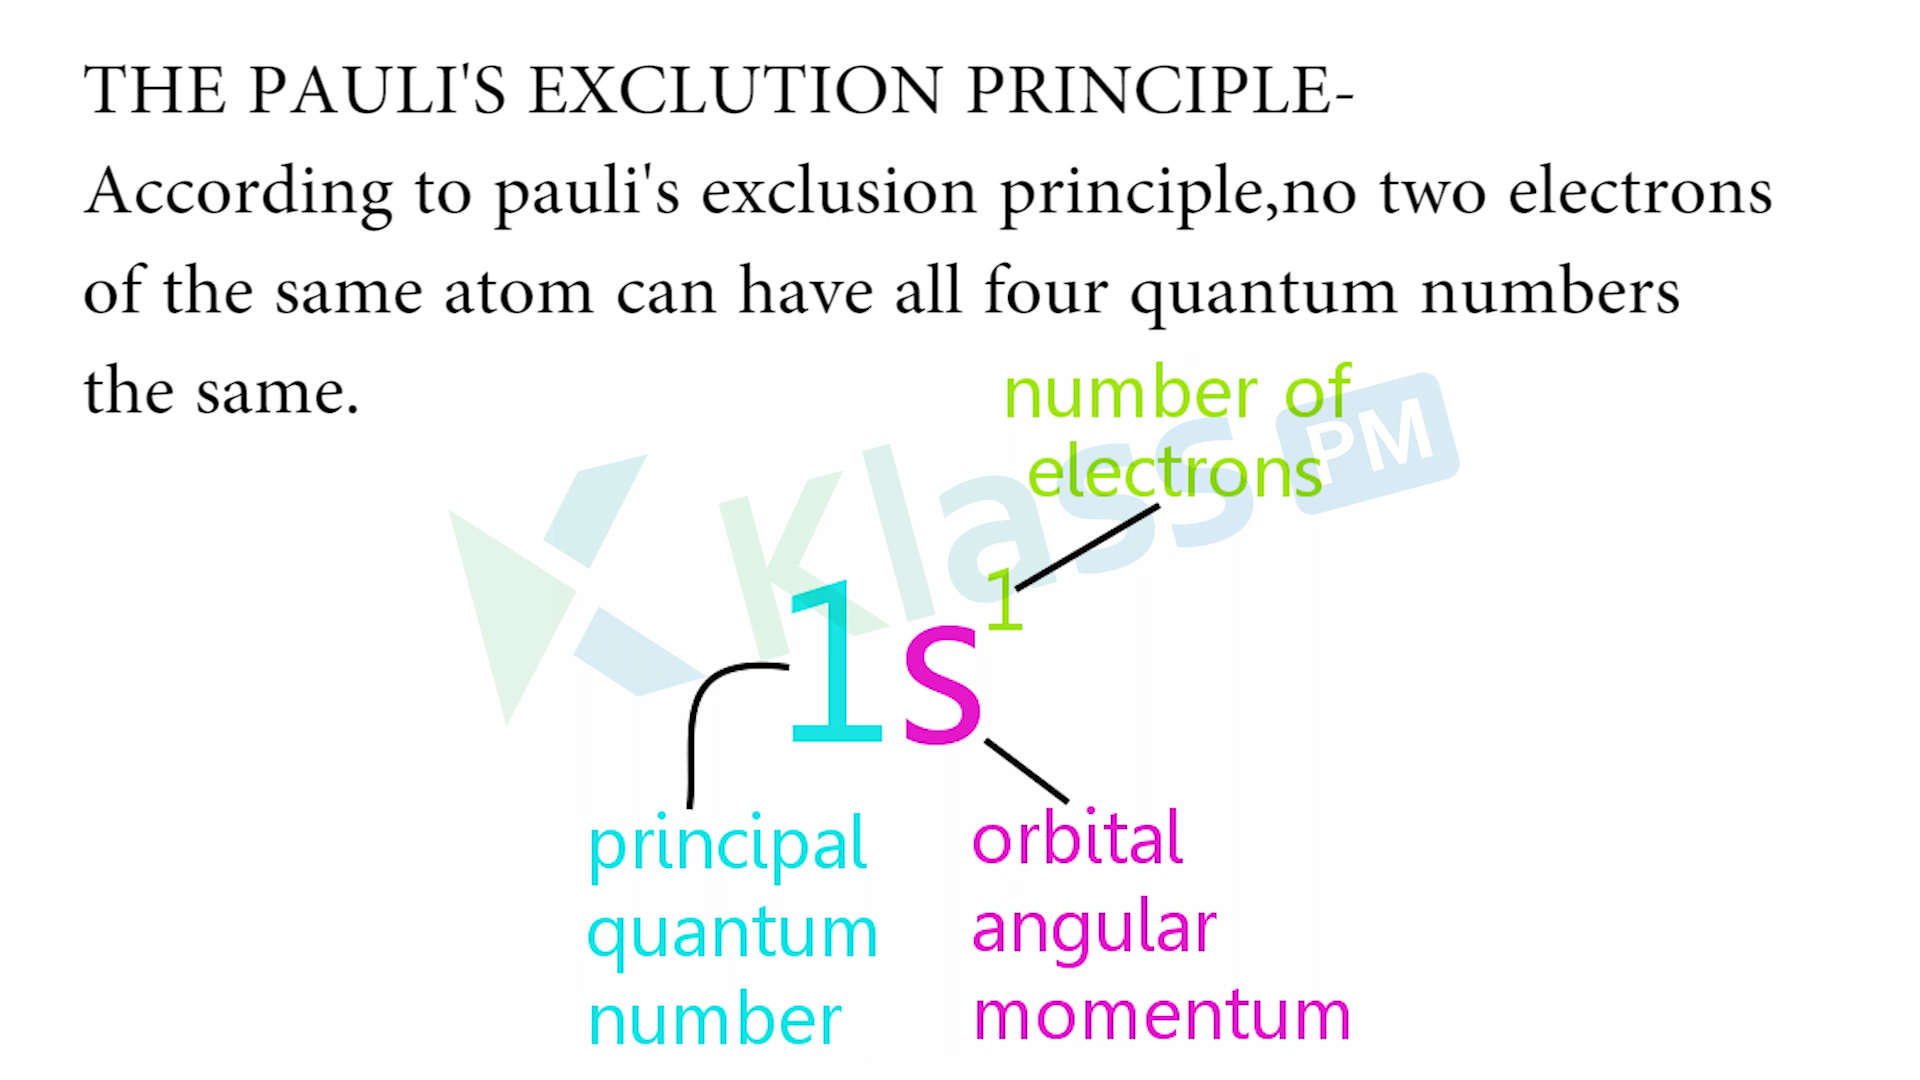 THE PAULI'S EXCLUTION PRINCIPLE-
According to pauli's exclusion principle,no two electrons
of the same atom can have all four quantum numbers
the same.
number of
electrons
Klass PM
1s1
principal
quantum
number
orbital
angular
momentum